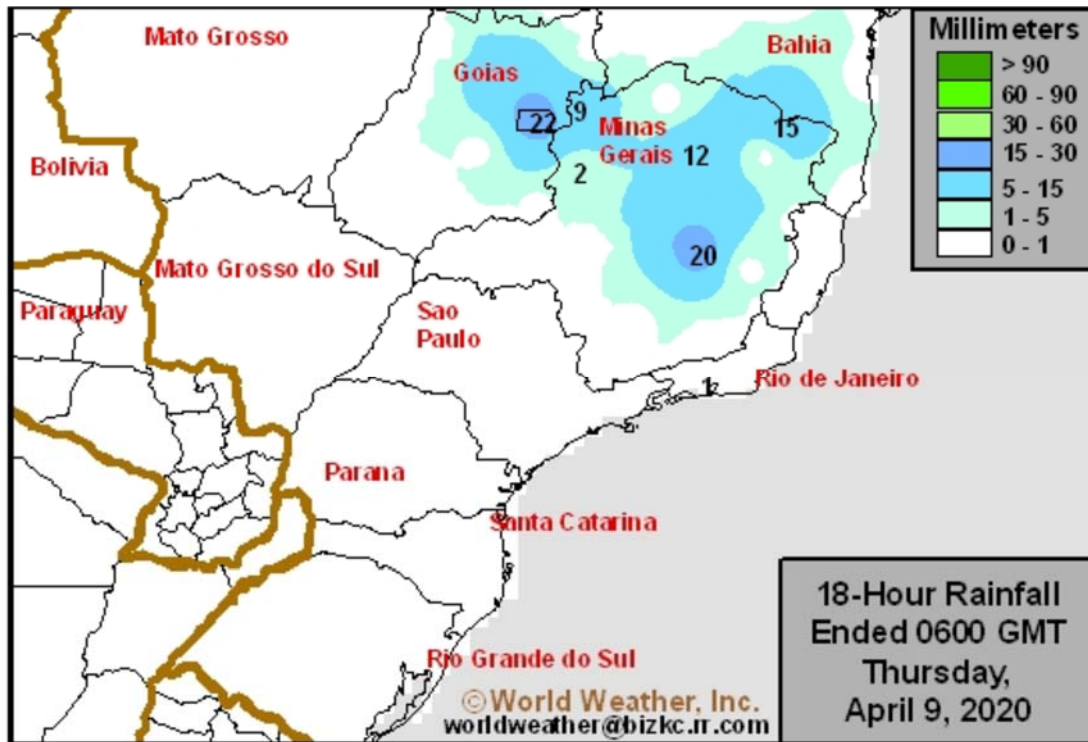 Mato Grosso
Bahia
Goias
22
9
Minas
Gerais
15
12
2
Bolivia
Mato Grosso do Sul
20
Paraguay
Sao
Paulo
1
Rio de Janeiro
Parana
Santa Catarina
Rio Grande do Sul
©World Weather, Inc.
worldweather@bizkc.rr.com
Millimeters
> 90
60 - 90
30 - 60
15 - 30
5 - 15
1 - 5
0 - 1
18-Hour Rainfall
Ended 0600 GMT
Thursday,
April 9, 2020